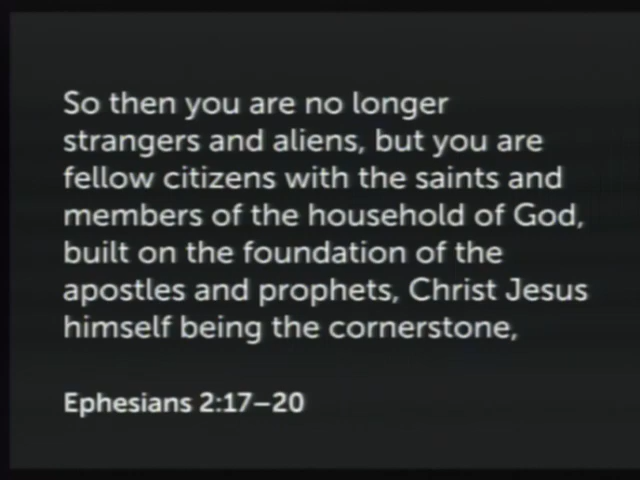 So then you are no longer
strangers and aliens, but you are
fellow citizens with the saints and
members of the household of God,
built on the foundation of the
apostles and prophets, Christ Jesus
himself being the cornerstone,
Ephesians 2:17–20